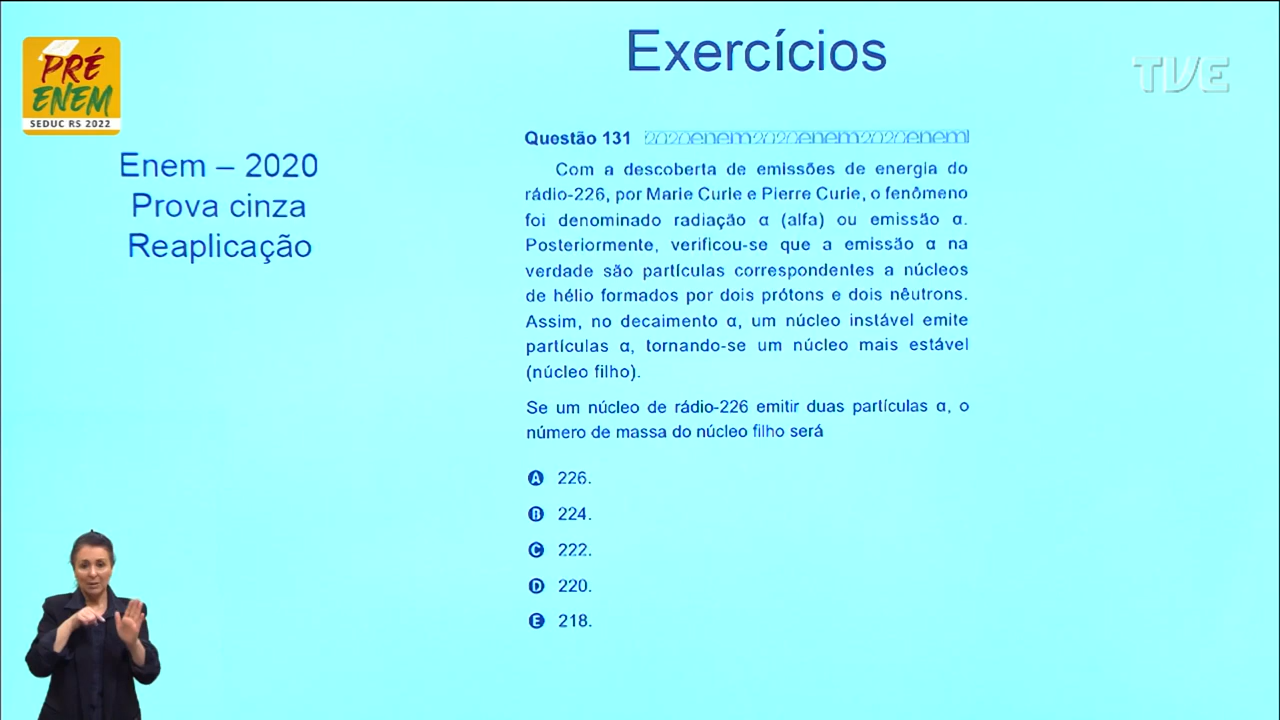 Exercícios
PRÉ
ENEM
SEDUC RS 2022
TVE
Enem – 2020
Prova cinza
Reaplicação
Questão 131 2020enem2020enem2020enem
Com a descoberta de emissões de energia do
rádio-226, por Marie Curie e Pierre Curie, o fenômeno
foi denominado radiação α (alfa) ou emissão α.
Posteriormente, verificou-se que a emissão α na
verdade são partículas correspondentes a núcleos
de hélio formados por dois prótons e dois nêutrons.
Assim, no decaimento α, um núcleo instável emite
partículas α, tornando-se um núcleo mais estável
(núcleo filho).
Se um núcleo de rádio-226 emitir duas partículas α, o
número de massa do núcleo filho será
A 226.
B 224.
C 222.
D 220.
E 218.